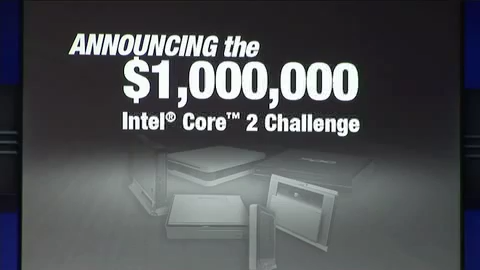 ANNOUNCING the
$1,000,000
Intel® Core™ 2 Challenge